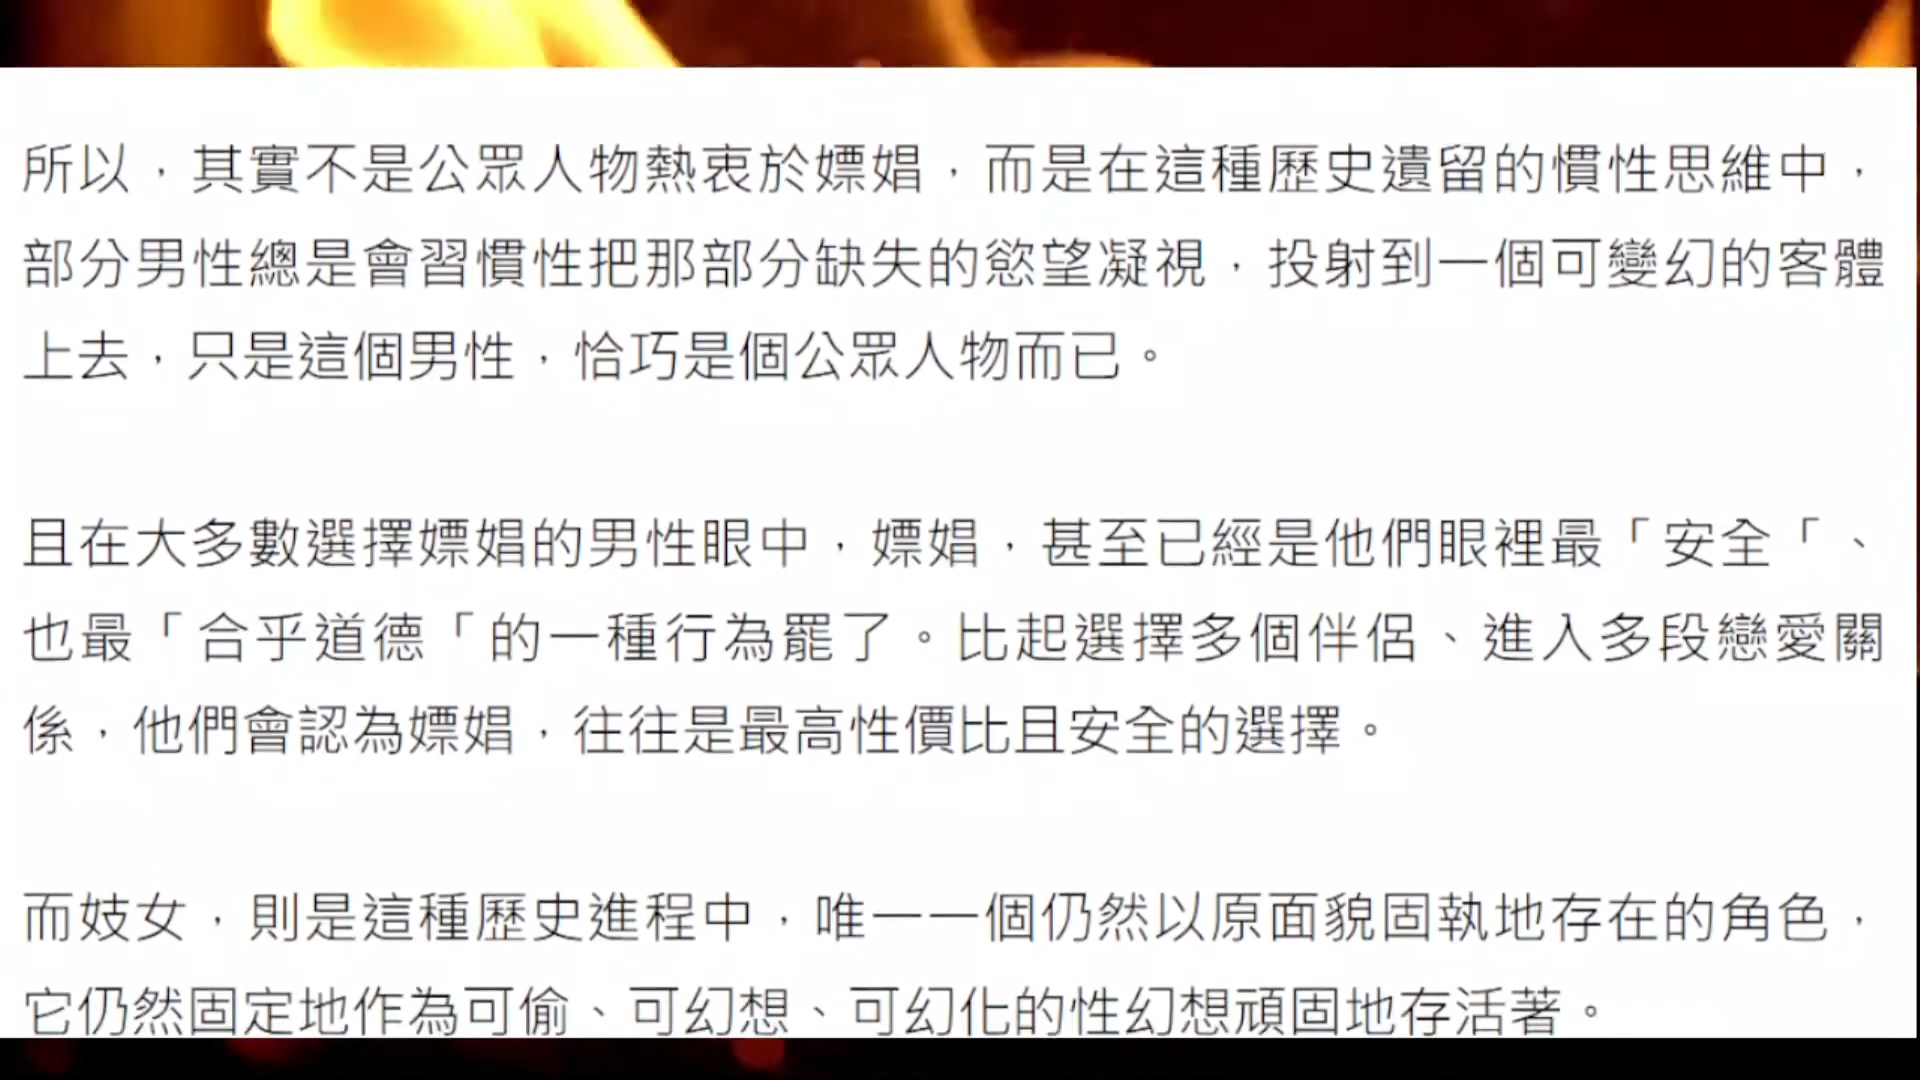 所以，其實不是公眾人物熱衷於嫖娼，而是在這種歷史遺留的慣性思維中，
部分男性總是會習慣性把那部分缺失的慾望凝視，投射到一個可變幻的客體
上去，只是這個男性，恰巧是個公眾人物而已。
且在大多數選擇嫖娼的男性眼中，嫖娼，甚至已經是他們眼裡最「安全「、
也最「合乎道德「的一種行為罷了。比起選擇多個伴侶、進入多段戀愛關
係，他們會認為嫖娼，往往是最高性價比且安全的選擇。
而妓女，則是這種歷史進程中，唯一一個仍然以原面貌固執地存在的角色，
它仍然固定地作為可偷、可幻想、可幻化的性幻想頑固地存活著。